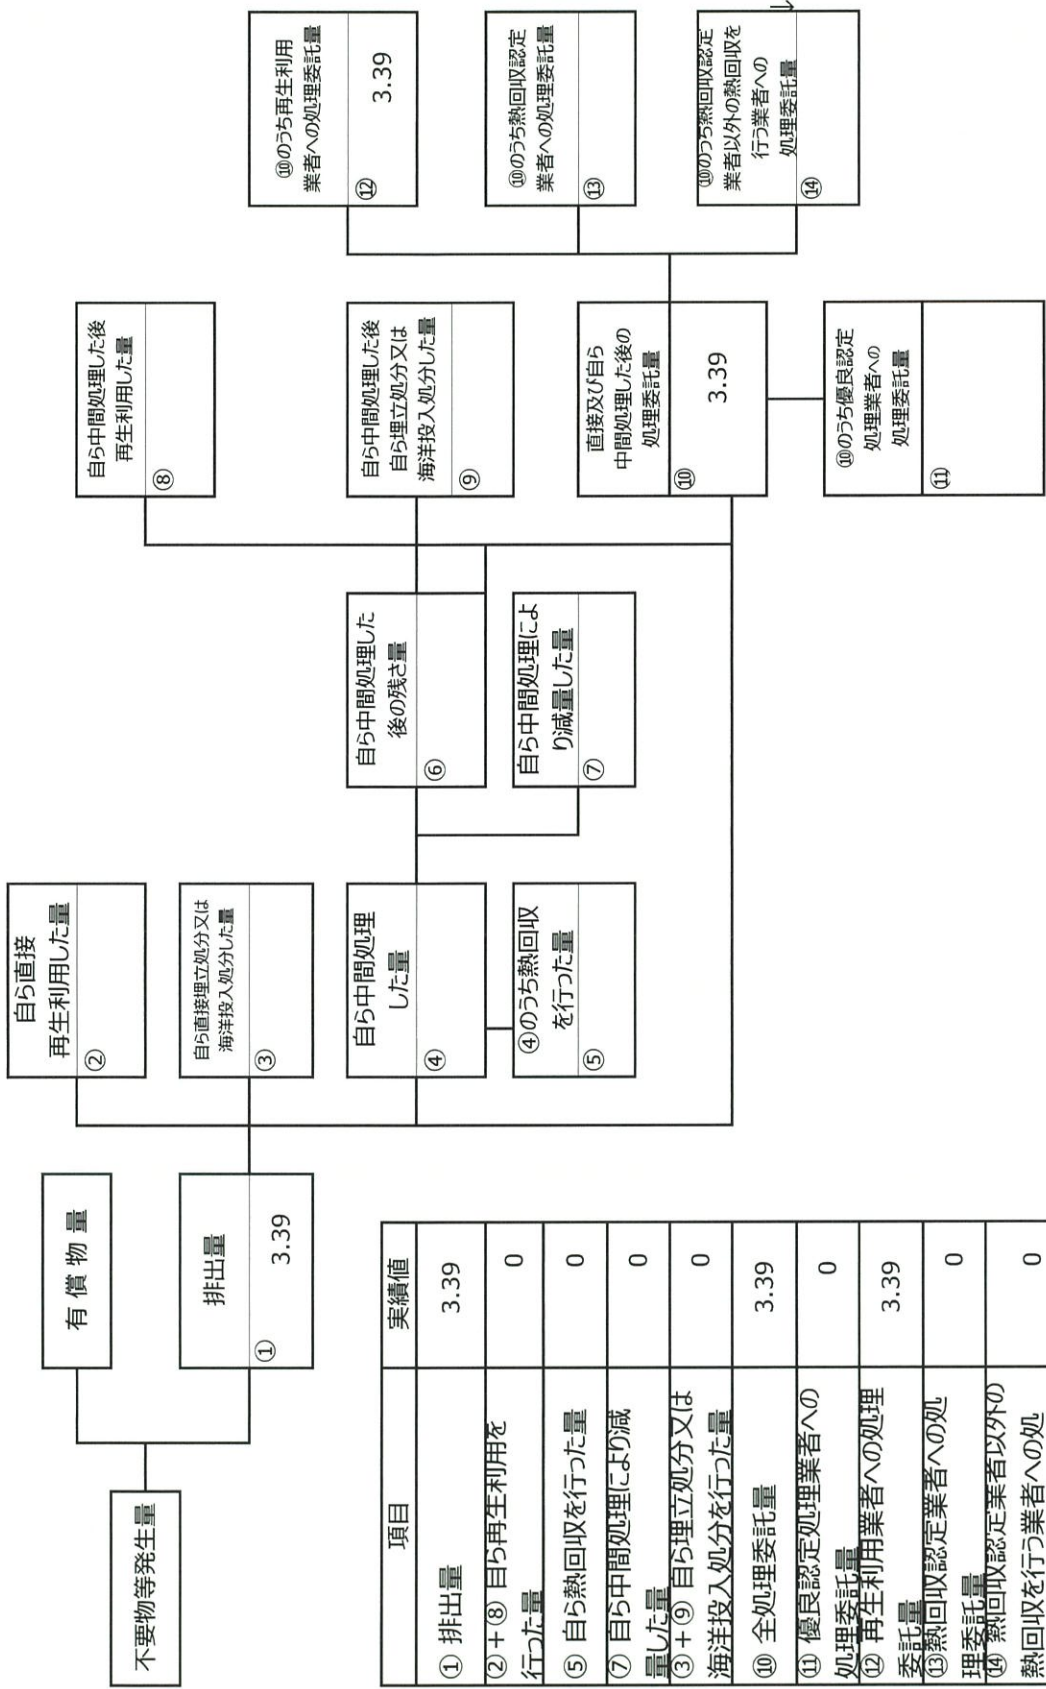 不要物等発生量
有 償 物 量
排出量
①
3.39
自ら直接
再生利用した量
②
自ら直接埋立処分又は
海洋投入処分した量
③
自ら中間処理
した量
④
④のうち熱回収
を行った量
⑤
自ら中間処理した
後の残さ量
⑥
自ら中間処理によ
り減量した量
⑦
自ら中間処理した後
再生利用した量
⑧
自ら中間処理した後
自ら埋立処分又は
海洋投入処分した量
⑨
直接及び自ら
中間処理した後の
処理委託量
⑩
3.39
⑩のうち優良認定
処理業者への
処理委託量
⑪
⑩のうち再生利用
業者への処理委託量
⑫
3.39
⑩のうち熱回収認定
業者への処理委託量
⑬
⑩のうち熱回収認定
業者以外の熱回収を
行う業者への
処理委託量
⑭
項目 実績値
① 排出量 3.39
②+⑧ 自ら再生利用を
行った量 0
⑤ 自ら熱回収を行った量 0
⑦ 自ら中間処理により減
量した量 0
③+⑨ 自ら埋立処分又は
海洋投入処分を行った量 0
⑩ 全処理委託量 3.39
⑪ 優良認定処理業者への
処理委託量 0
⑫ 再生利用業者への処理
委託量 3.39
⑬熱回収認定業者への処
理委託量 0
⑭ 熱回収認定業者以外の
熱回収を行う業者への処 0